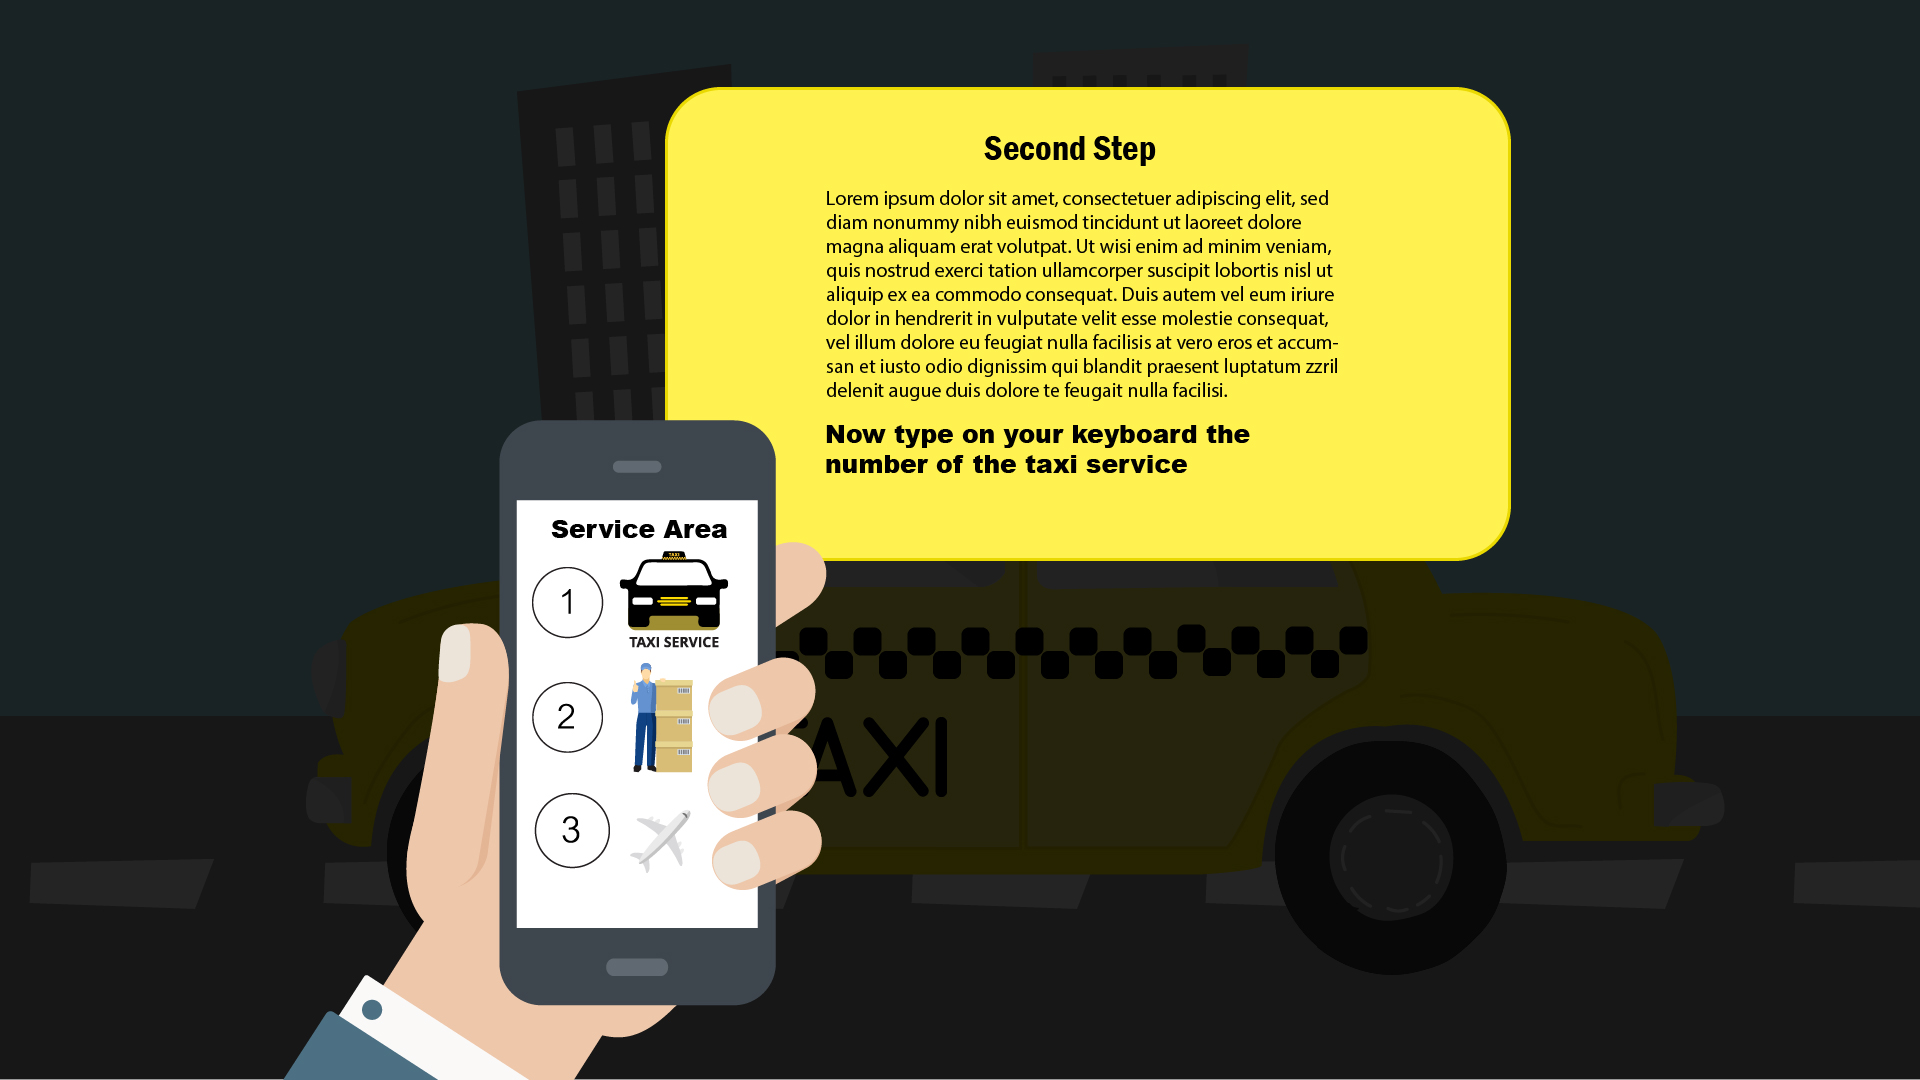 Second Step
Lorem ipsum dolor sit amet, consectetuer adipiscing elit, sed
diam nonummy nibh euismod tincidunt ut laoreet dolore
magna aliquam erat volutpat. Ut wisi enim ad minim veniam,
quis nostrud exerci tation ullamcorper suscipit lobortis nisl ut
aliquip ex ea commodo consequat. Duis autem vel eum iriure
dolor in hendrerit in vulputate velit esse molestie consequat,
vel illum dolore eu feugiat nulla facilisis at vero eros et accum-
san et iusto odio dignissim qui blandit praesent luptatum zzril
delenit augue duis dolore te feugait nulla facilisi.
Now type on your keyboard the
number of the taxi service
Service Area
TAXI
1
TAXI SERVICE
2
3
TAXI